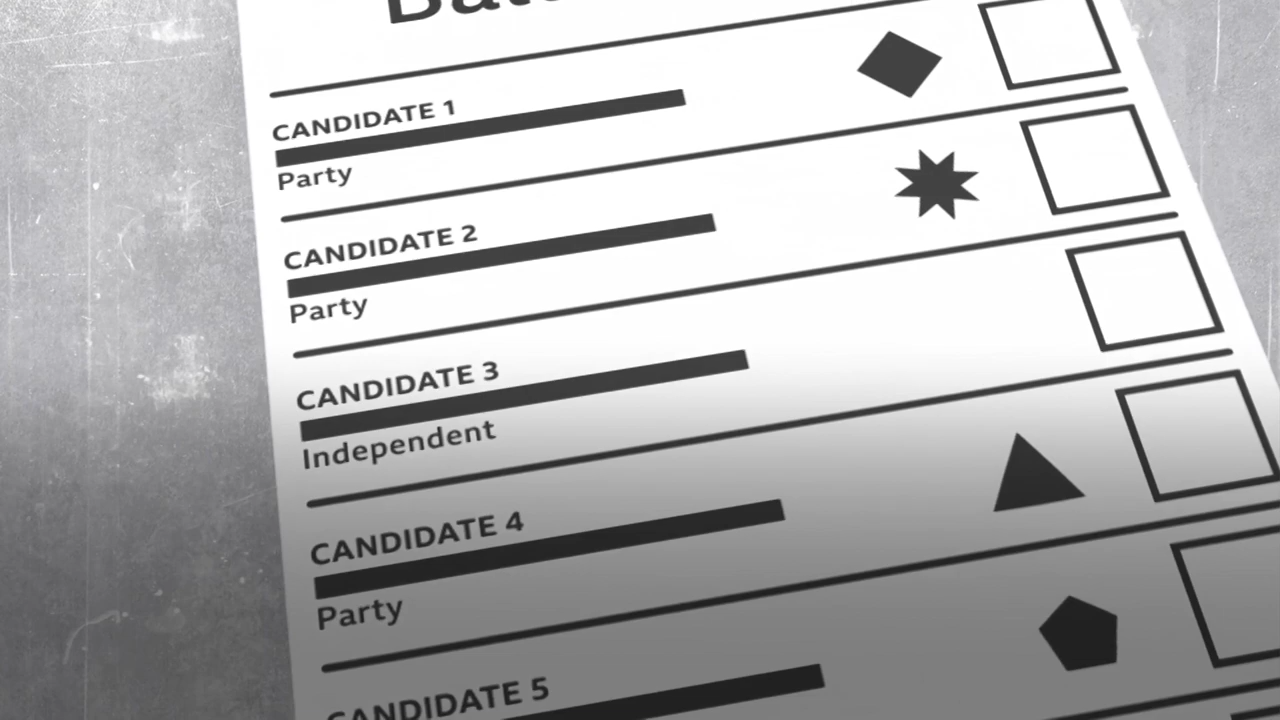 CANDIDATE 1
Party
CANDIDATE 2
Party
CANDIDATE 3
Independent
CANDIDATE 4
Party
CANDIDATE 5